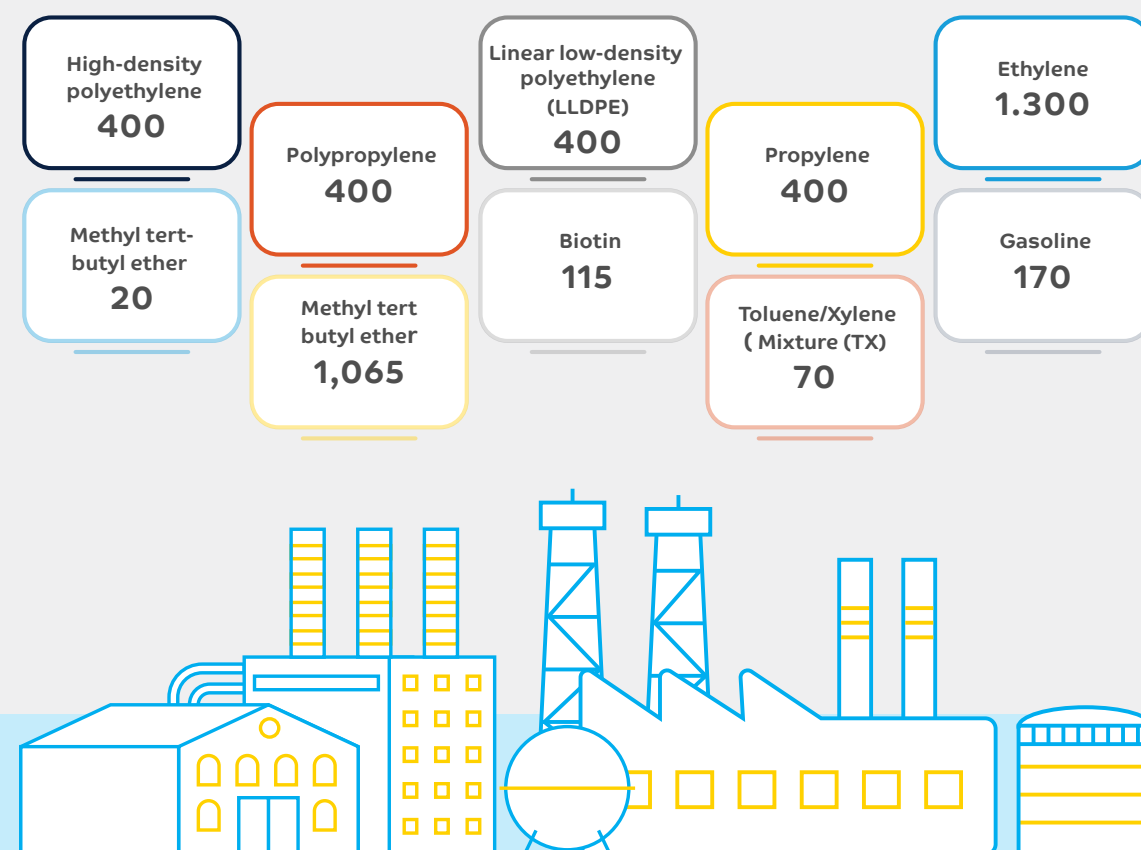 High-density
polyethylene
400
Polypropylene
400
Linear low-density
polyethylene
(LLDPE)
400
Propylene
400
Ethylene
1.300
Methyl tert-
butyl ether
20
Methyl tert
butyl ether
1,065
Biotin
115
Toluene/Xylene
( Mixture (TX)
70
Gasoline
170